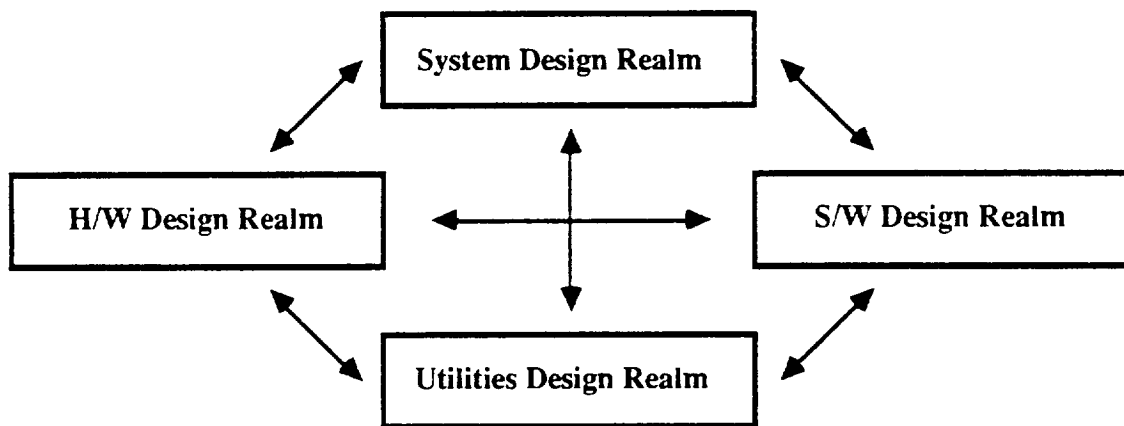 System Design Realm
H/W Design Realm
S/W Design Realm
Utilities Design Realm